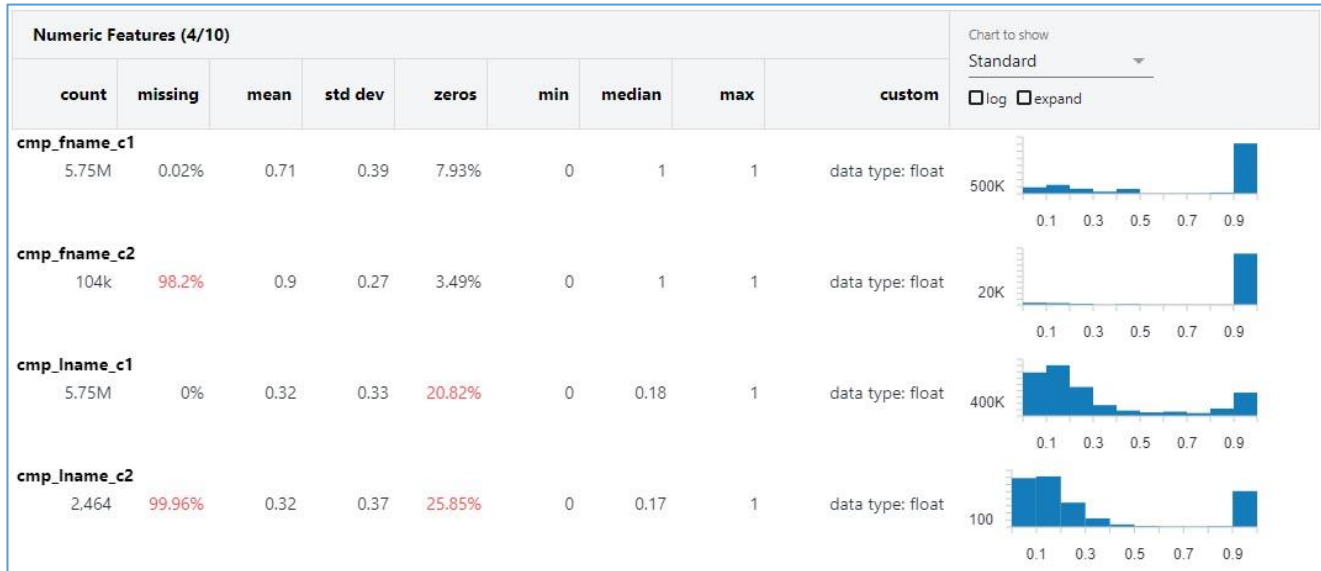 Numeric Features (4/10)
Chart to show
Standard
count missing mean std dev zeros min median max custom
log expand
cmp_fname_c1
5.75M 0.02% 0.71 0.39 7.93% 0 1 1 data type: float
500K
0.1 0.3 0.5 0.7 0.9
cmp_fname_c2
104k 98.2% 0.9 0.27 3.49% 0 1 1 data type: float
20K
0.1 0.3 0.5 0.7 0.9
cmp_lname_c1
5.75M 0% 0.32 0.33 20.82% 0 0.18 1 data type: float
400K
0.1 0.3 0.5 0.7 0.9
cmp_lname_c2
2,464 99.96% 0.32 0.37 25.85% 0 0.17 1 data type: float
100
0.1 0.3 0.5 0.7 0.9